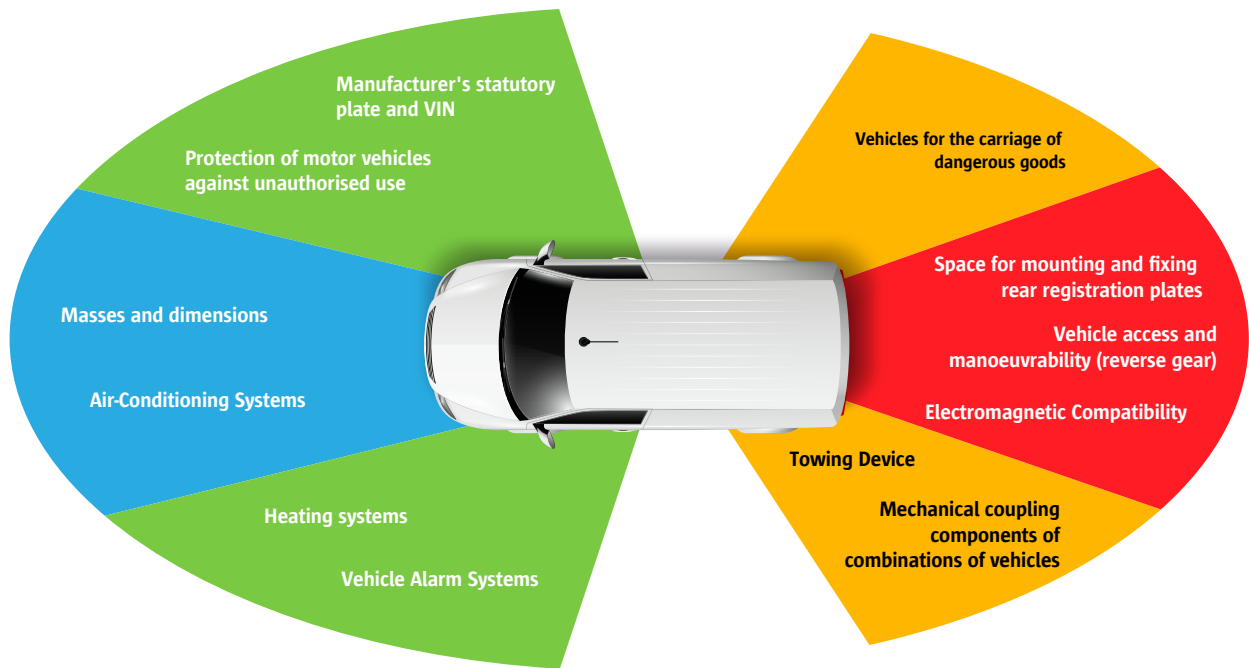 Manufacturer's statutory
plate and VIN
Protection of motor vehicles
against unauthorised use
Masses and dimensions
Air-Conditioning Systems
Heating systems
Vehicle Alarm Systems
Vehicles for the carriage of
dangerous goods
Space for mounting and fixing
rear registration plates
Vehicle access and
manoeuvrability (reverse gear)
Electromagnetic Compatibility
Towing Device
Mechanical coupling
components of
combinations of vehicles